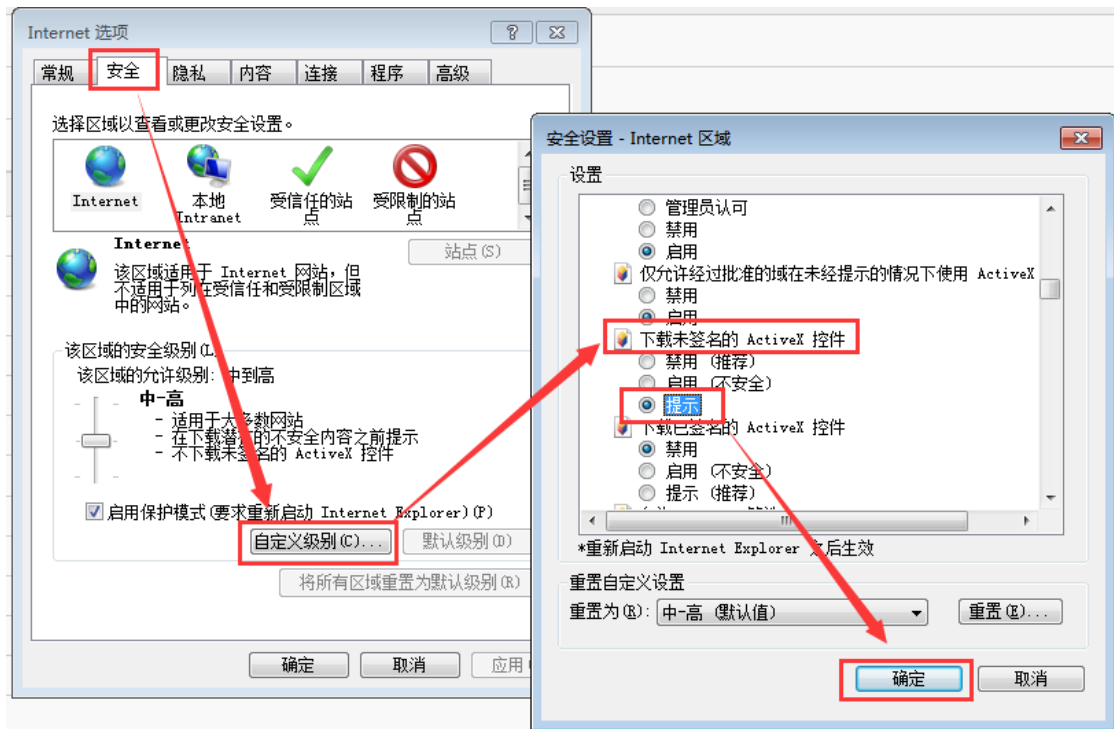 Internet 选项
常规 安全 隐私 内容 连接 程序 高级
选择区域以查看或更改安全设置。
Internet
本地
Intranet
受信任的站
点
受限制的站
点
Internet
站点(S)
该区域适用于 Internet 网站，但
不适用于列在受信任和受限制区域
中的网站。
该区域的安全级别(L)
该区域的允许级别: 中到高
中-高
- 适用于大多数网站
- 在下载潜在的不安全内容之前提示
- 不下载未签名的 ActiveX 控件
启用保护模式(要求重新启动 Internet Explorer)(P)
自定义级别(C)... 默认级别(D)
将所有区域重置为默认级别(R)
确定 取消 应用
安全设置 - Internet 区域
设置
管理员认可
禁用
启用
仅允许经过批准的域在未经提示的情况下使用 ActiveX
禁用
启用
下载未签名的 ActiveX 控件
禁用 (推荐)
启用 (不安全)
提示
下载已签名的 ActiveX 控件
禁用
启用 (不安全)
提示 (推荐)
*重新启动 Internet Explorer 之后生效
重置自定义设置
重置为(R): 中-高 (默认值) 重置(E)...
确定 取消